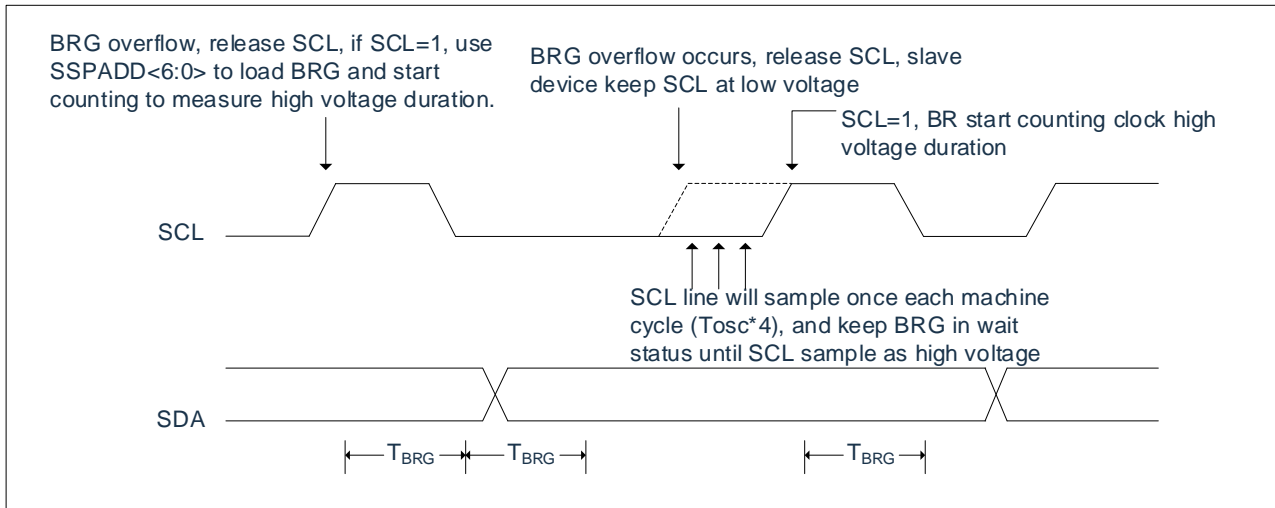 BRG overflow, release SCL, if SCL=1, use
SSPADD<6:0> to load BRG and start
counting to measure high voltage duration.
BRG overflow occurs, release SCL, slave
device keep SCL at low voltage
SCL=1, BR start counting clock high
voltage duration
SCL
SCL line will sample once each machine
cycle (Tosc*4), and keep BRG in wait
status until SCL sample as high voltage
SDA
TBRG
TBRG
TBRG